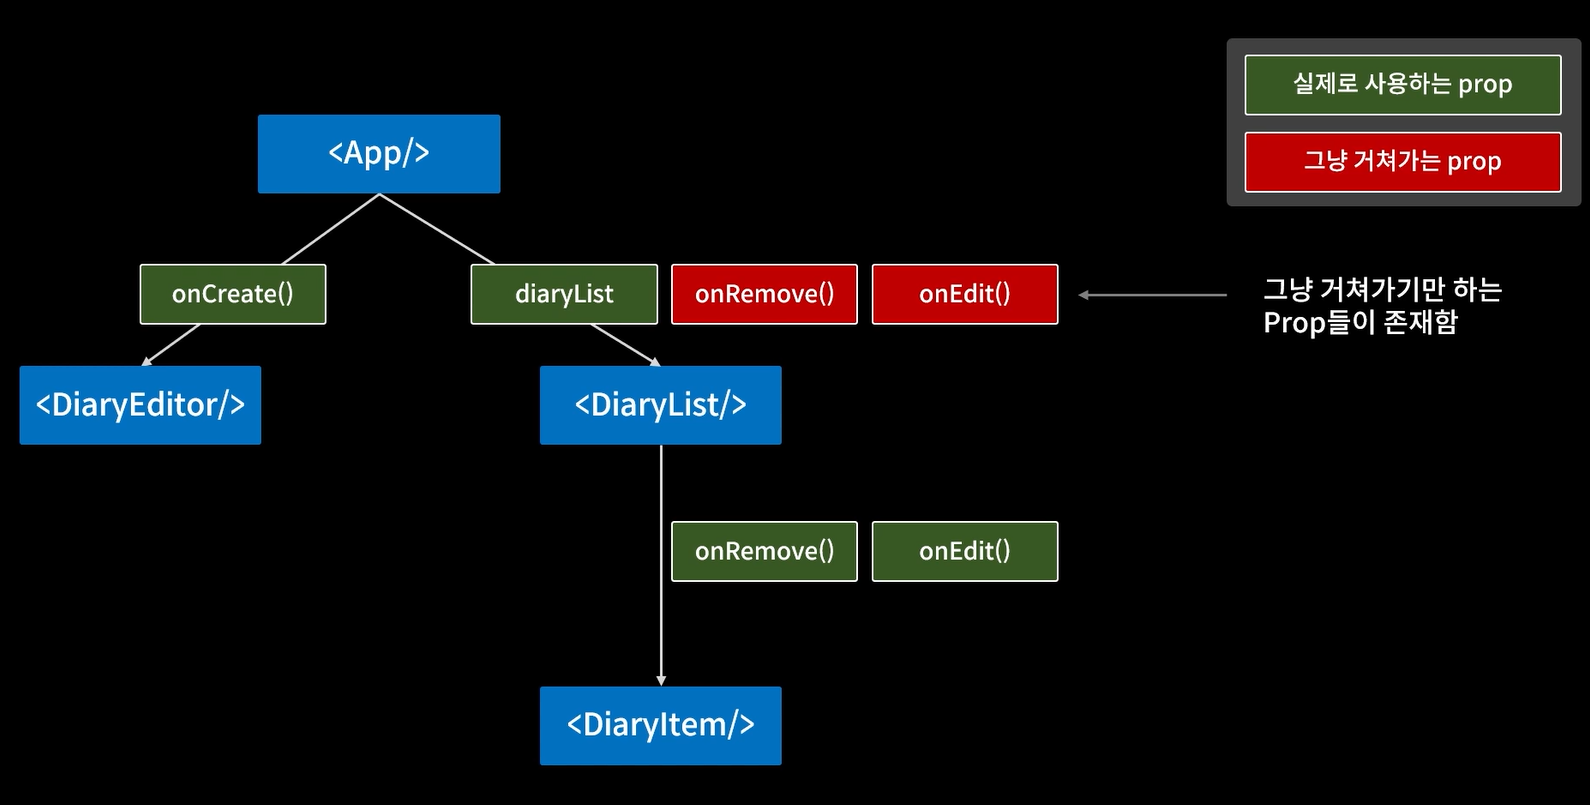 실제로 사용하는 prop
그냥 거쳐가는 prop
<App/>
onCreate()
diaryList
onRemove()
onEdit()
그냥 거쳐가기만 하는
Prop들이 존재함
<DiaryEditor/>
<DiaryList/>
onRemove()
onEdit()
<DiaryItem/>